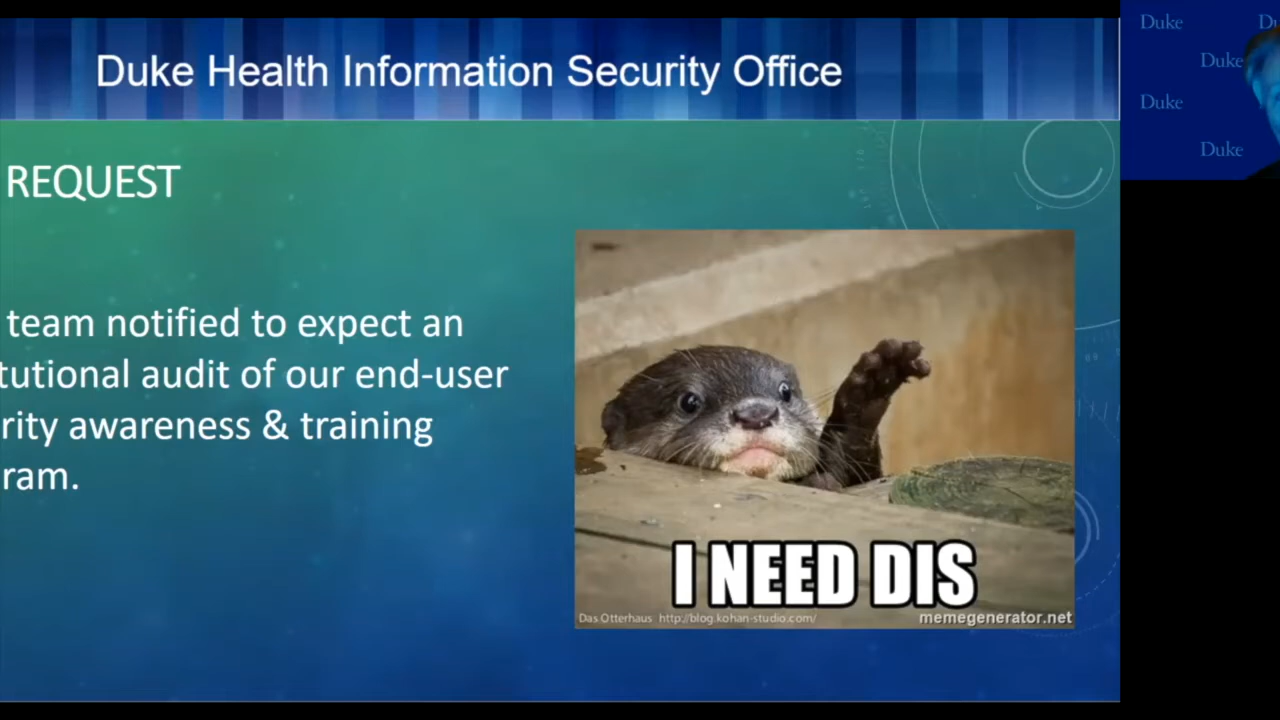 Duke Health Information Security Office
REQUEST
team notified to expect an
tutional audit of our end-user
rity awareness & training
ram.
I NEED DIS
Das Otterhaus http://blog.kohan-studio.com/
memegenerator.net
Duke
Du
Duke
Duke
Duke